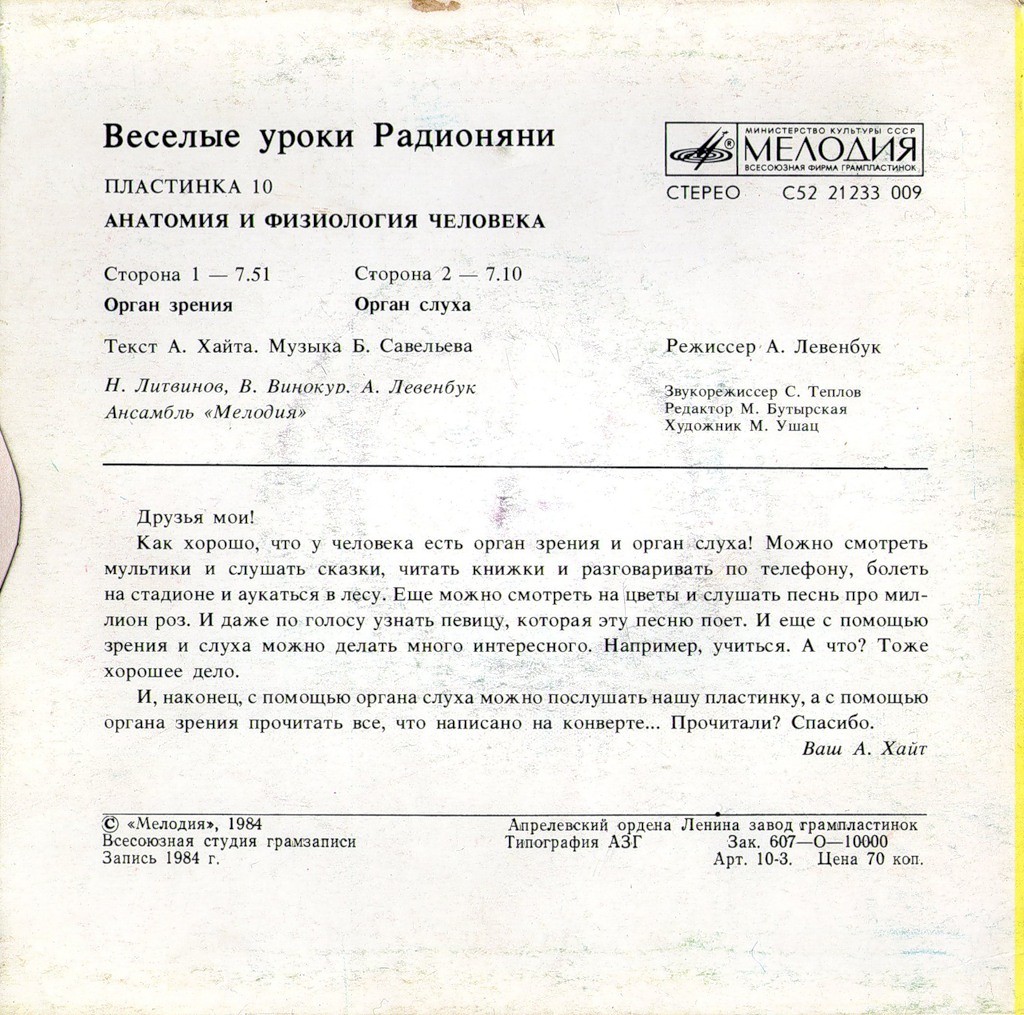 Веселые уроки Радионяни
МИНИСТЕРСТВО КУЛЬТУРЫ СССР
МЕЛОДИЯ
ВСЕСОЮЗНАЯ ФИРМА ГРАМПЛАСТИНОК
®
СТЕРЕО С52 21233 009
ПЛАСТИНКА 10
АНАТОМИЯ И ФИЗИОЛОГИЯ ЧЕЛОВЕКА
Сторона 1 — 7.51 Сторона 2 — 7.10
Орган зрения Орган слуха
Текст А. Хайта. Музыка Б. Савельева Режиссер А. Левенбук
Н. Литвинов, В. Винокур. А. Левенбук
Ансамбль «Мелодия»
Звукорежиссер С. Теплов
Редактор М. Бутырская
Художник М. Ушац
Друзья мои!
Как хорошо, что у человека есть орган зрения и орган слуха! Можно смотреть
мультики и слушать сказки, читать книжки и разговаривать по телефону, болеть
на стадионе и аукаться в лесу. Еще можно смотреть на цветы и слушать песнь про мил-
лион роз. И даже по голосу узнать певицу, которая эту песню поет. И еще с помощью
зрения и слуха можно делать много интересного. Например, учиться. А что? Тоже
хорошее дело.
И, наконец, с помощью органа слуха можно послушать нашу пластинку, а с помощью
органа зрения прочитать все, что написано на конверте... Прочитали? Спасибо.
Ваш А. Хайт
© «Мелодия», 1984 Апрелевский ордена Ленина завод грампластинок
Всесоюзная студия грамзаписи Типография АЗГ Зак. 607—О—10000
Запись 1984 г. Арт. 10-3. Цена 70 коп.